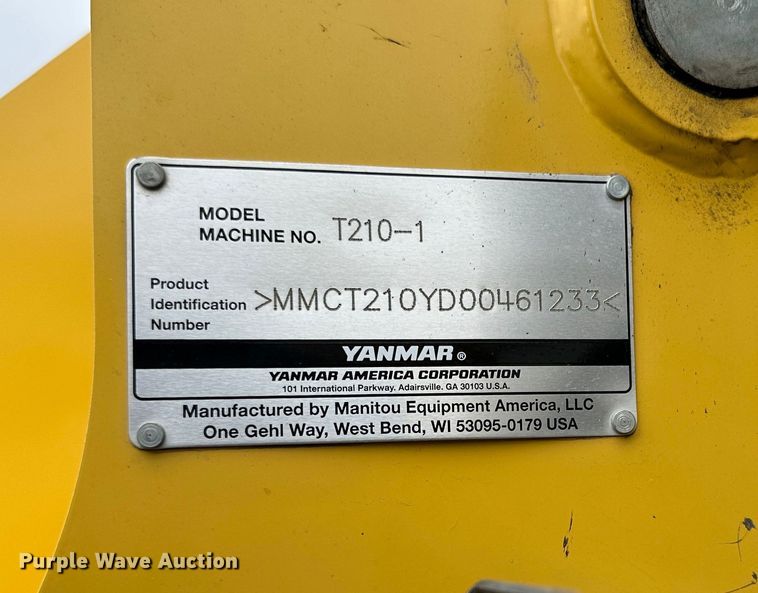 MODEL
MACHINE NO. T210-1
Product
Identification >MMCT210YD00461233<
Number
YANMAR®
YANMAR AMERICA CORPORATION
101 International Parkway. Adairsville. GA 30103 U.S.A.
Manufactured by Manitou Equipment America, LLC
One Gehl Way, West Bend, WI 53095-0179 USA
Purple Wave Auction